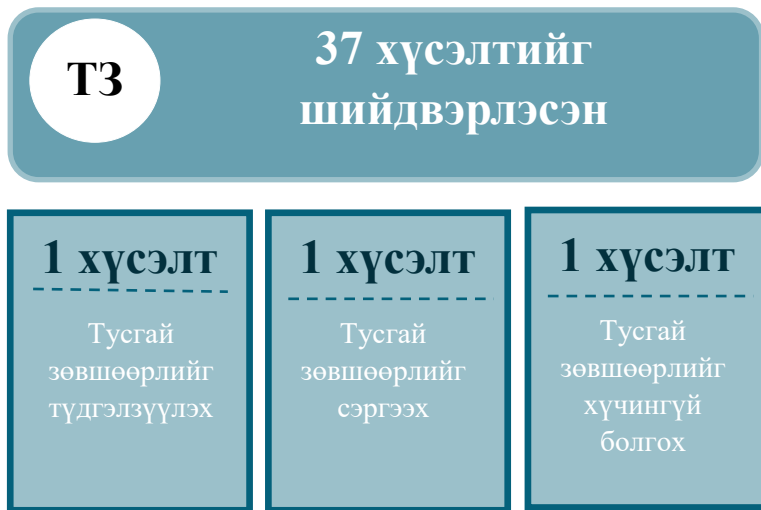 ТЗ
37 хүсэлтийг
шийдвэрлэсэн
1 хүсэлт
Тусгай
зөвшөөрлийг
түдгэлзүүлэх
1 хүсэлт
Тусгай
зөвшөөрлийг
сэргээх
1 хүсэлт
Тусгай
зөвшөөрлийг
хүчингүй
болгох